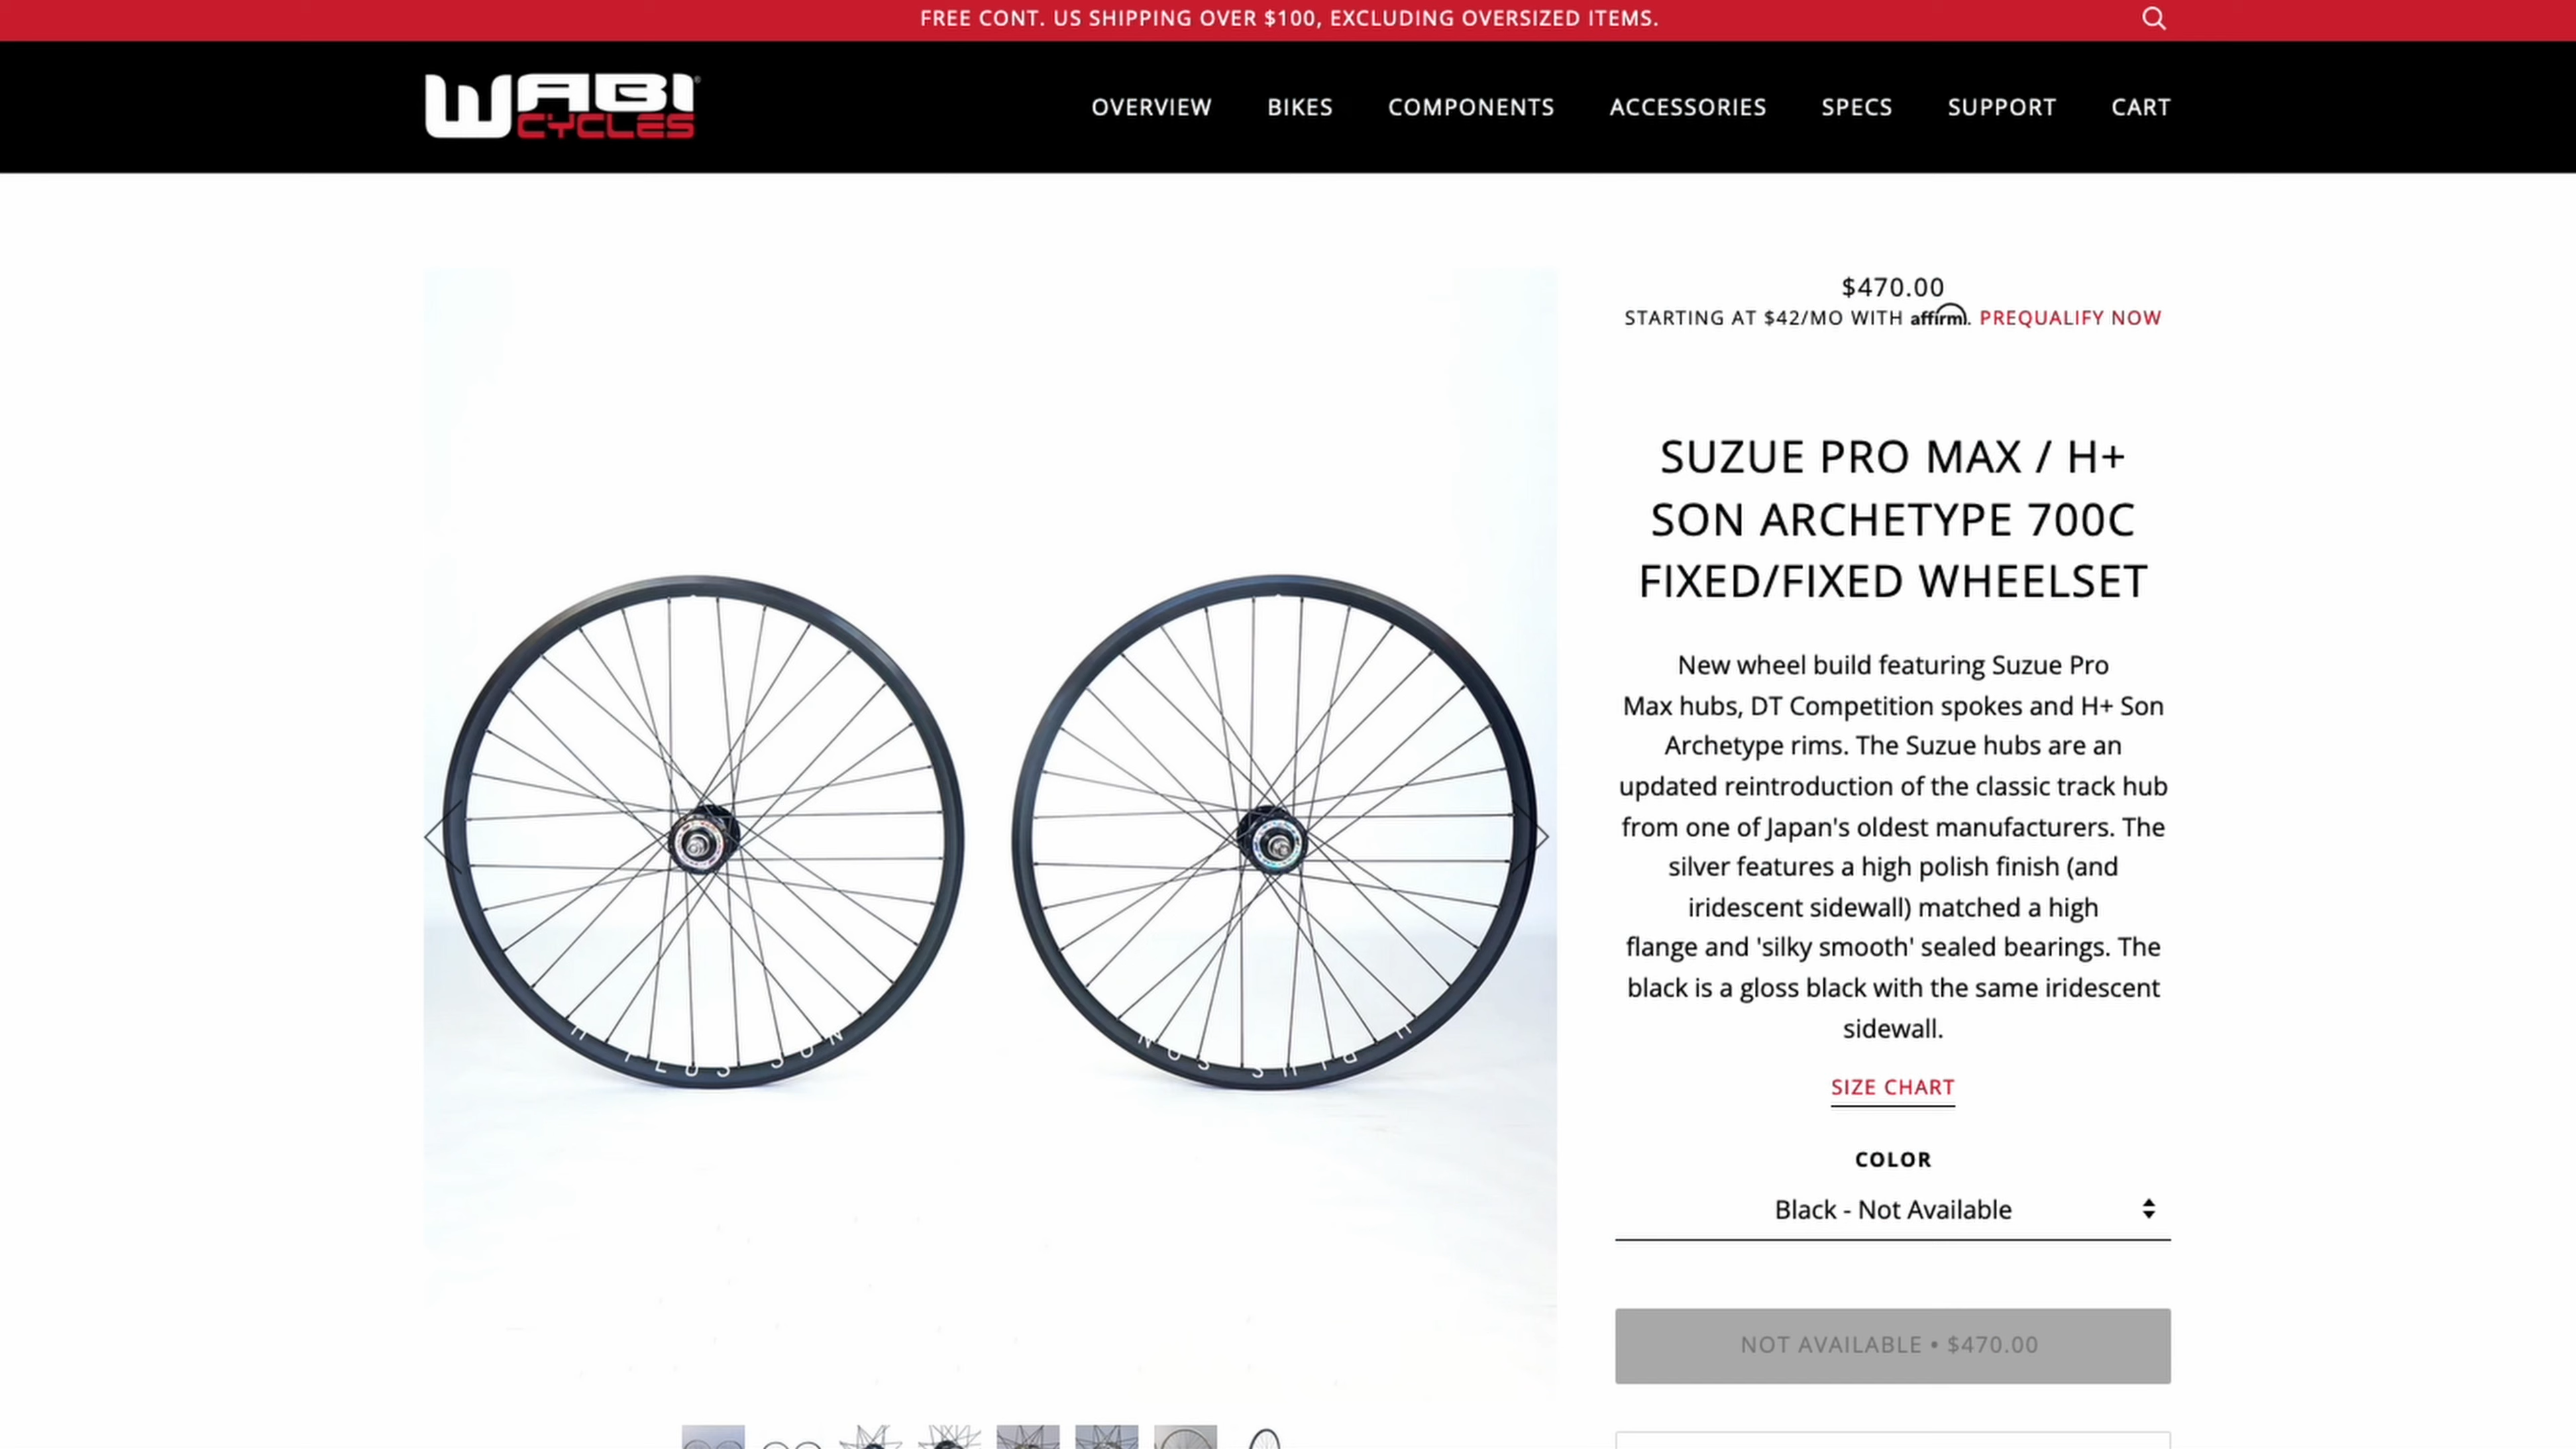 FREE CONT. US SHIPPING OVER $100, EXCLUDING OVERSIZED ITEMS.
WABI
CYCLES
OVERVIEW BIKES COMPONENTS ACCESSORIES SPECS SUPPORT CART
$470.00
STARTING AT $42/MO WITH affirm. PREQUALIFY NOW
SUZUE PRO MAX / H+
SON ARCHETYPE 700C
FIXED/FIXED WHEELSET
New wheel build featuring Suzue Pro
Max hubs, DT Competition spokes and H+ Son
Archetype rims. The Suzue hubs are an
updated reintroduction of the classic track hub
from one of Japan's oldest manufacturers. The
silver features a high polish finish (and
iridescent sidewall) matched a high
flange and 'silky smooth' sealed bearings. The
black is a gloss black with the same iridescent
sidewall.
H PLUS SON
SIZE CHART
COLOR
Black - Not Available
NOT AVAILABLE • $470.00